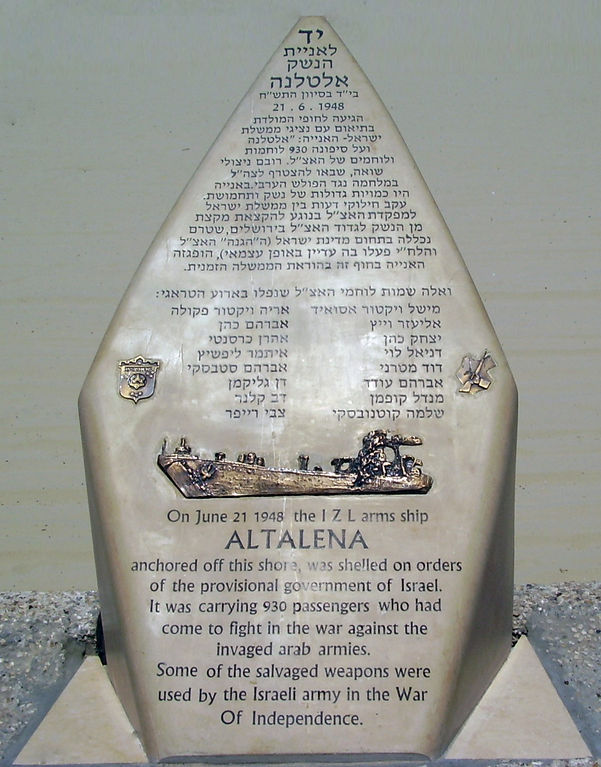 יד
לאניית
הנשק
אלטלנה
בי"ד בסיוון התש"ח
21 . 6 . 1948
הגיעה לחופי המולדת
בתיאום עם נציגי ממשלת
ישראל- האנייה: "אלטלנה
ועל סיפונה 930 לוחמות
ולוחמים של האצ"ל. רובם ניצולי
שואה, שבאו להצטרף לצה"ל
במלחמה נגד הפולש הערבי. באנייה
היו כמויות גדולות של נשק ותחמושת.
עקב חילוקי דעות בין ממשלת ישראל
למפקדת האצ"ל בנוגע להקצאת מקצת
מן הנשק לגדוד האצ"ל בירושלים, שטרם
נכללה בתחום מדינת ישראל (ה"הגנה" האצ"ל
והלח"י פעלו בה עדיין באופן עצמאי), הופגזה
האנייה בחוף זה בהוראת הממשלה הזמנית.
ואלה שמות לוחמי האצ"ל שנפלו בארוע הטראגי:
מישל ויקטור אסואיד אריה ויקטור פקולה
אליעזר וייץ אברהם כהן
יצחק כהן אהרן כרסנטי
דניאל לוי איתמר ליפשיץ
דוד מטרני אברהם סטבסקי
אברהם עודד דן גליקמן
מנדל קופמן דב קלנר
שלמה קוטנובסקי צבי רייפר
On June 21 1948 the I Z L arms ship
ALTALENA
anchored off this shore, was shelled on orders
of the provisional government of Israel.
It was carrying 930 passengers who had
come to fight in the war against the
invaged arab armies.
Some of the salvaged weapons were
used by the Israeli army in the War
Of Independence.